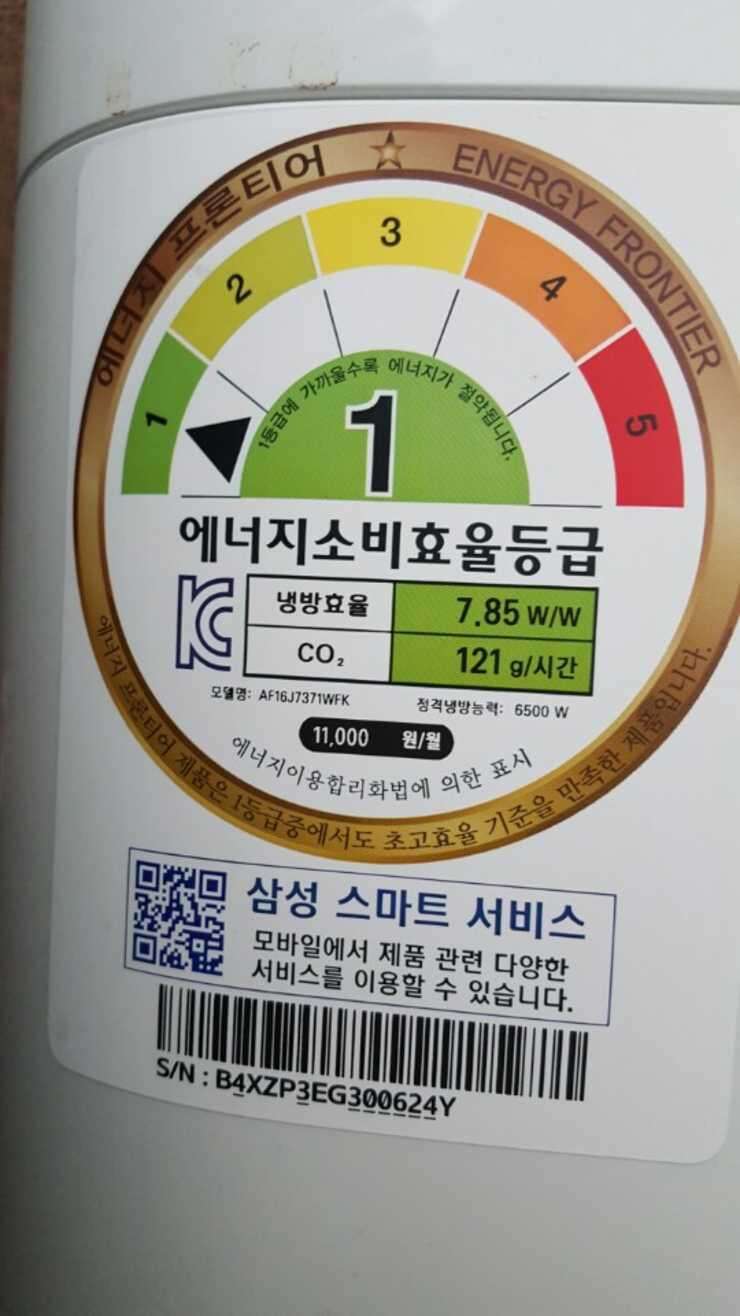 에너지 프론티어 ★ ENERGY FRONTIER
1
2
3
4
5
1등급에 가까울수록 에너지가 절약됩니다.
1
에너지소비효율등급
냉방효율 7.85 W/W
CO₂ 121 g/시간
모델명: AF16J7371WFK 정격냉방능력: 6500 W
11,000 원/월
에너지이용합리화법에 의한 표시
에너지 프론티어 제품은 1등급중에서도 초고효율 기준을 만족한 제품입니다.
삼성 스마트 서비스
모바일에서 제품 관련 다양한
서비스를 이용할 수 있습니다.
S/N : B4XZP3EG300624Y